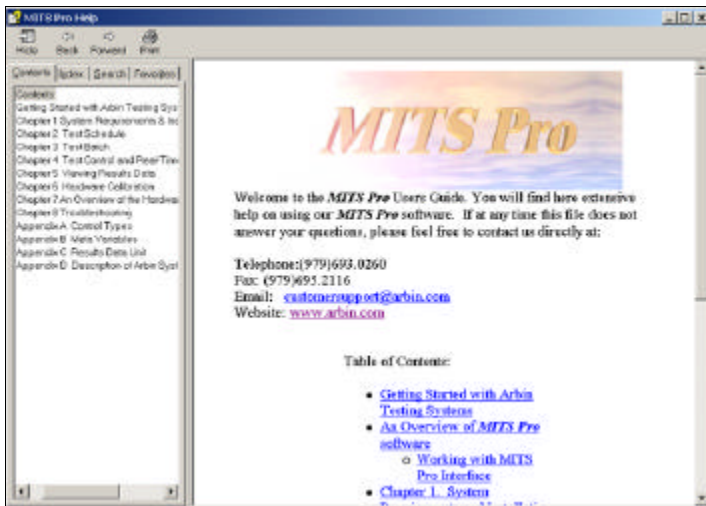 MITS Pro Help
Help Back Forward Print
Contents Index Search Favorites
Contents
Getting Started with Arbin Testing Sys
Chapter 1 System Requirements & Ins
Chapter 2 Test Schedule
Chapter 3 Test Batch
Chapter 4 Test Control and Real-Time
Chapter 5 Viewing Results Data
Chapter 6 Hardware Calibration
Chapter 7 An Overview of the Hardwa
Chapter 8 Troubleshooting
Appendix A Control Types
Appendix B Meta Variables
Appendix C Results Data Unit
Appendix D Description of Arbin Syst
MITS Pro
Welcome to the MITS Pro Users Guide. You will find here extensive
help on using our MITS Pro software. If at any time this file does not
answer your questions, please feel free to contact us directly at:
Telephone:(979)693.0260
Fax: (979)695.2116
Email: customersupport@arbin.com
Website: www.arbin.com
Table of Contents:
Getting Started with Arbin
Testing Systems
An Overview of MITS Pro
software
Working with MITS
Pro Interface
Chapter 1. System